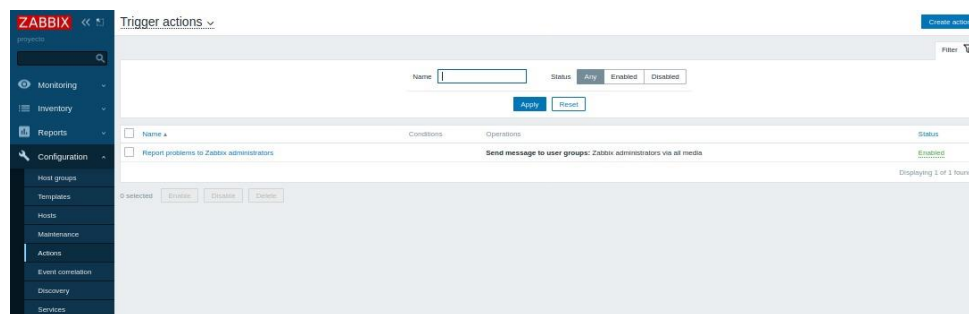 ZABBIX
Trigger actions
Create action
proyecto
Filter
Name
Status Any Enabled Disabled
Monitoring
Apply Reset
Inventory
Reports
Name Conditions Operations Status
Configuration
Report problems to Zabbix administrators Send message to user groups: Zabbix administrators via all media Enabled
Displaying 1 of 1 found
Host groups
Templates
0 selected Enable Disable Delete
Hosts
Maintenance
Actions
Event correlation
Discovery
Services